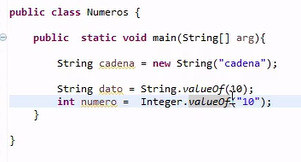 public class Numeros {
public static void main(String[] arg){
String cadena = new String("cadena");
String dato = String.valueOf(10);
int numero = Integer.valueOf("10");
}
}